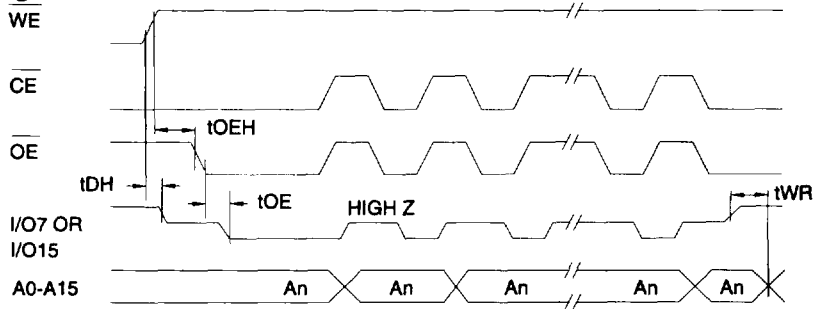 WE
CE
tOEH
OE
tDH
tOE
HIGH Z
tWR
I/O7 OR
I/O15
A0-A15
An An An An An